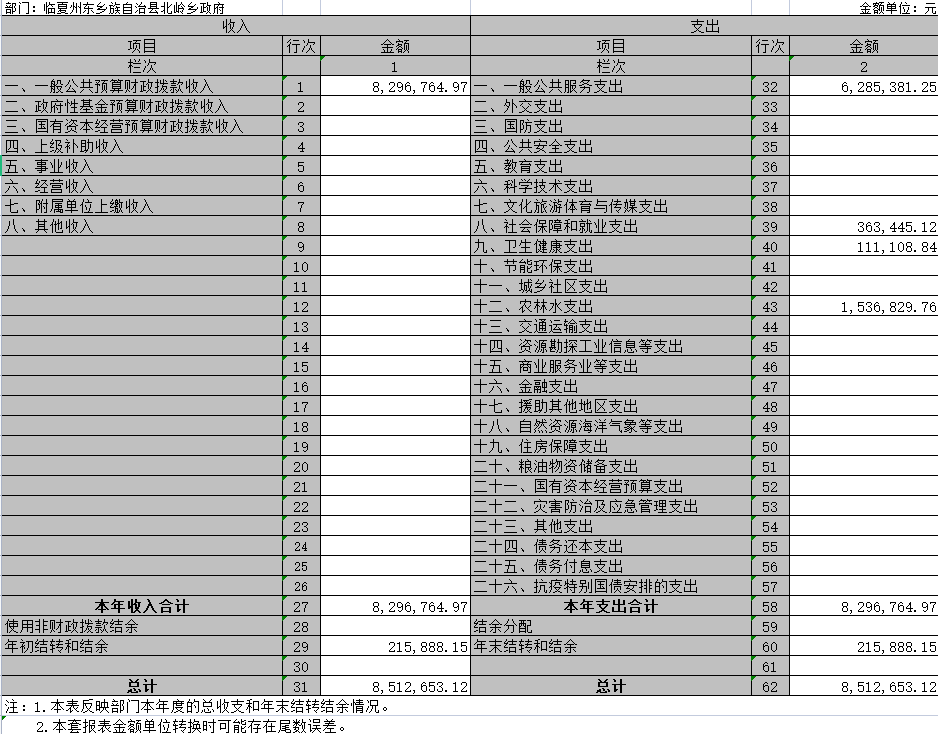 部门：临夏州东乡族自治县北岭乡政府 金额单位：元
收入 支出
项目 行次 金额 项目 行次 金额
栏次 1 栏次 2
一、一般公共预算财政拨款收入 1 8,296,764.97 一、一般公共服务支出 32 6,285,381.25
二、政府性基金预算财政拨款收入 2 二、外交支出 33
三、国有资本经营预算财政拨款收入 3 三、国防支出 34
四、上级补助收入 4 四、公共安全支出 35
五、事业收入 5 五、教育支出 36
六、经营收入 6 六、科学技术支出 37
七、附属单位上缴收入 7 七、文化旅游体育与传媒支出 38
八、其他收入 8 八、社会保障和就业支出 39 363,445.12
9 九、卫生健康支出 40 111,108.84
10 十、节能环保支出 41
11 十一、城乡社区支出 42
12 十二、农林水支出 43 1,536,829.76
13 十三、交通运输支出 44
14 十四、资源勘探工业信息等支出 45
15 十五、商业服务业等支出 46
16 十六、金融支出 47
17 十七、援助其他地区支出 48
18 十八、自然资源海洋气象等支出 49
19 十九、住房保障支出 50
20 二十、粮油物资储备支出 51
21 二十一、国有资本经营预算支出 52
22 二十二、灾害防治及应急管理支出 53
23 二十三、其他支出 54
24 二十四、债务还本支出 55
25 二十五、债务付息支出 56
26 二十六、抗疫特别国债安排的支出 57
本年收入合计 27 8,296,764.97 本年支出合计 58 8,296,764.97
使用非财政拨款结余 28 结余分配 59
年初结转和结余 29 215,888.15 年末结转和结余 60 215,888.15
30 61
总计 31 8,512,653.12 总计 62 8,512,653.12
注：1.本表反映部门本年度的总收支和年末结转结余情况。
2.本套报表金额单位转换时可能存在尾数误差。